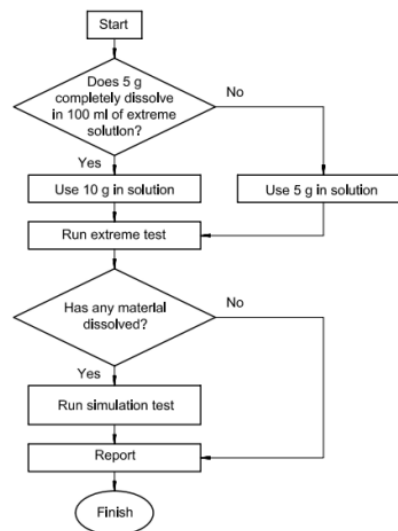 Start
Does 5 g
completely dissolve
in 100 ml of extreme
solution?
No
Yes
Use 10 g in solution
Use 5 g in solution
Run extreme test
Has any material
dissolved?
No
Yes
Run simulation test
Report
Finish